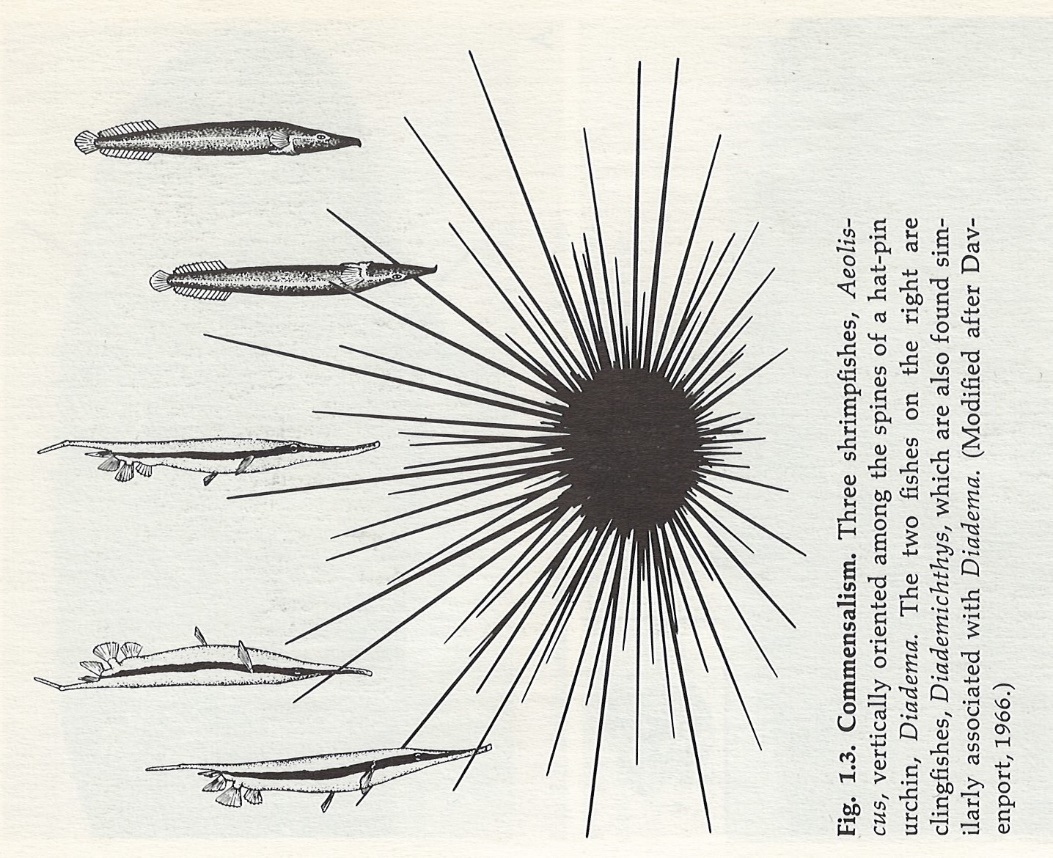 Fig. 1.3. Commensalism. Three shrimpfishes, Aeolis-
cus, vertically oriented among the spines of a hat-pin
urchin, Diadema. The two fishes on the right are
clingfishes, Diademichthys, which are also found sim-
ilarly associated with Diadema. (Modified after Dav-
enport, 1966.)